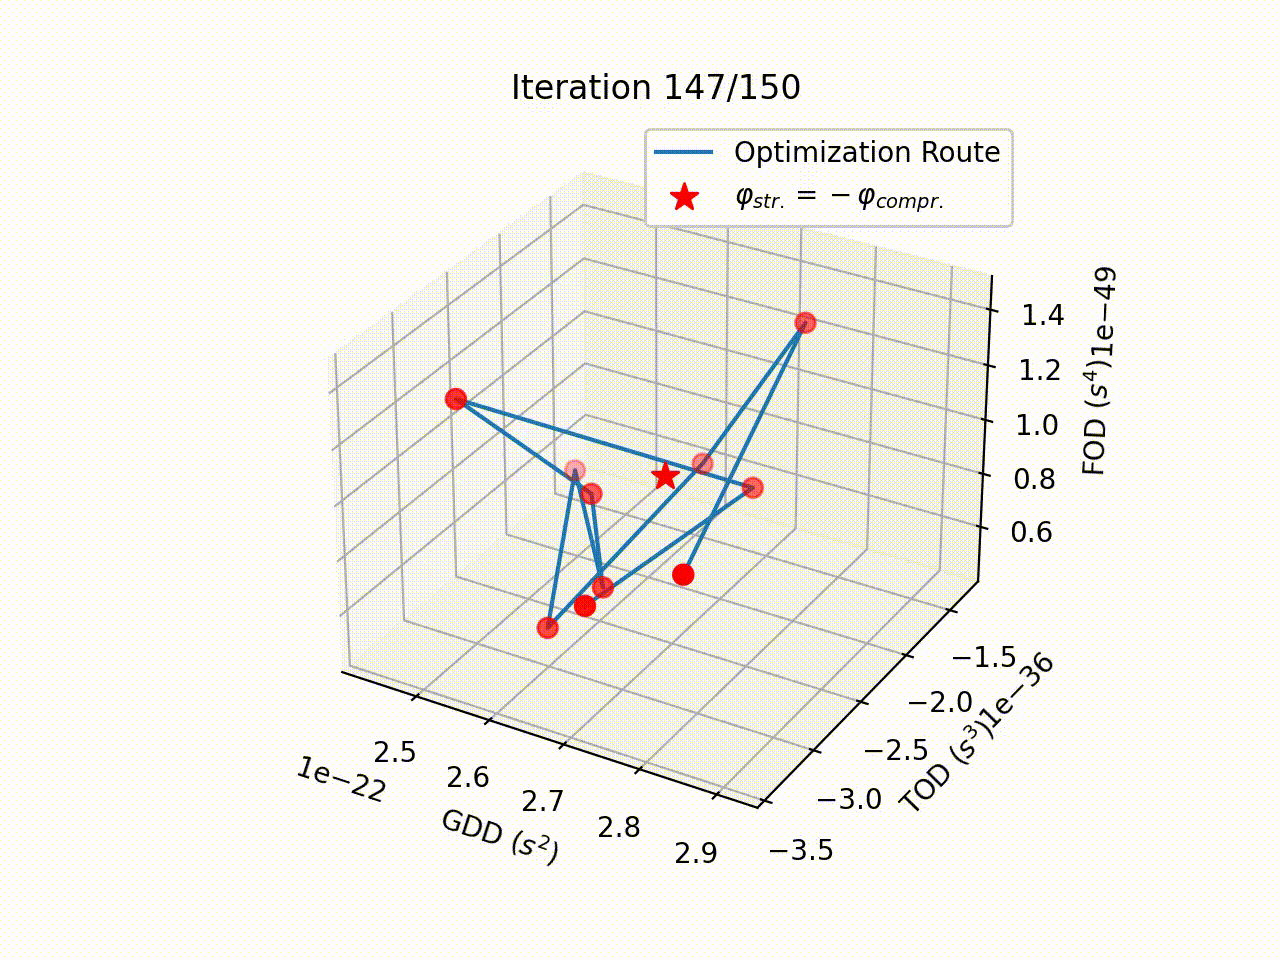 Iteration 147/150
Optimization Route
φstr. = −φcompr.
1.4
1.2
1.0
0.8
0.6
FOD (s⁴)1e−49
−1.5
−2.0
−2.5
−3.0
−3.5
TOD (s³)1e−36
2.5
2.6
2.7
2.8
2.9
1e−22
GDD (s²)